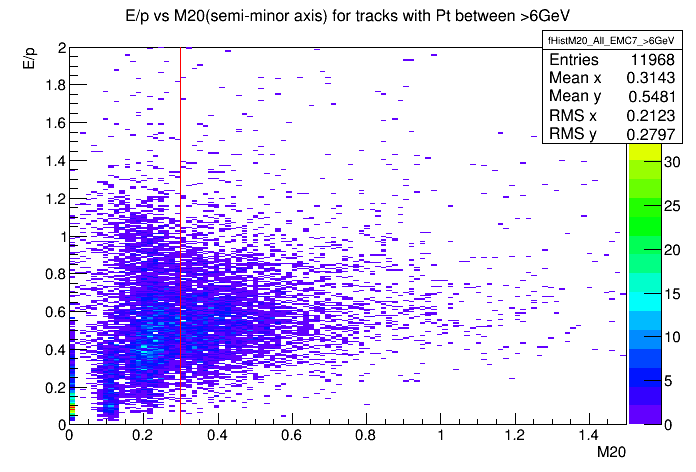 E/p vs M20(semi-minor axis) for tracks with Pt between >6GeV
fHistM20_All_EMC7_>6GeV
Entries 11968
Mean x 0.3143
Mean y 0.5481
RMS x 0.2123
RMS y 0.2797
E/p
2
1.8
1.6
1.4
1.2
1
0.8
0.6
0.4
0.2
0
30
25
20
15
10
5
0
0 0.2 0.4 0.6 0.8 1 1.2 1.4
M20